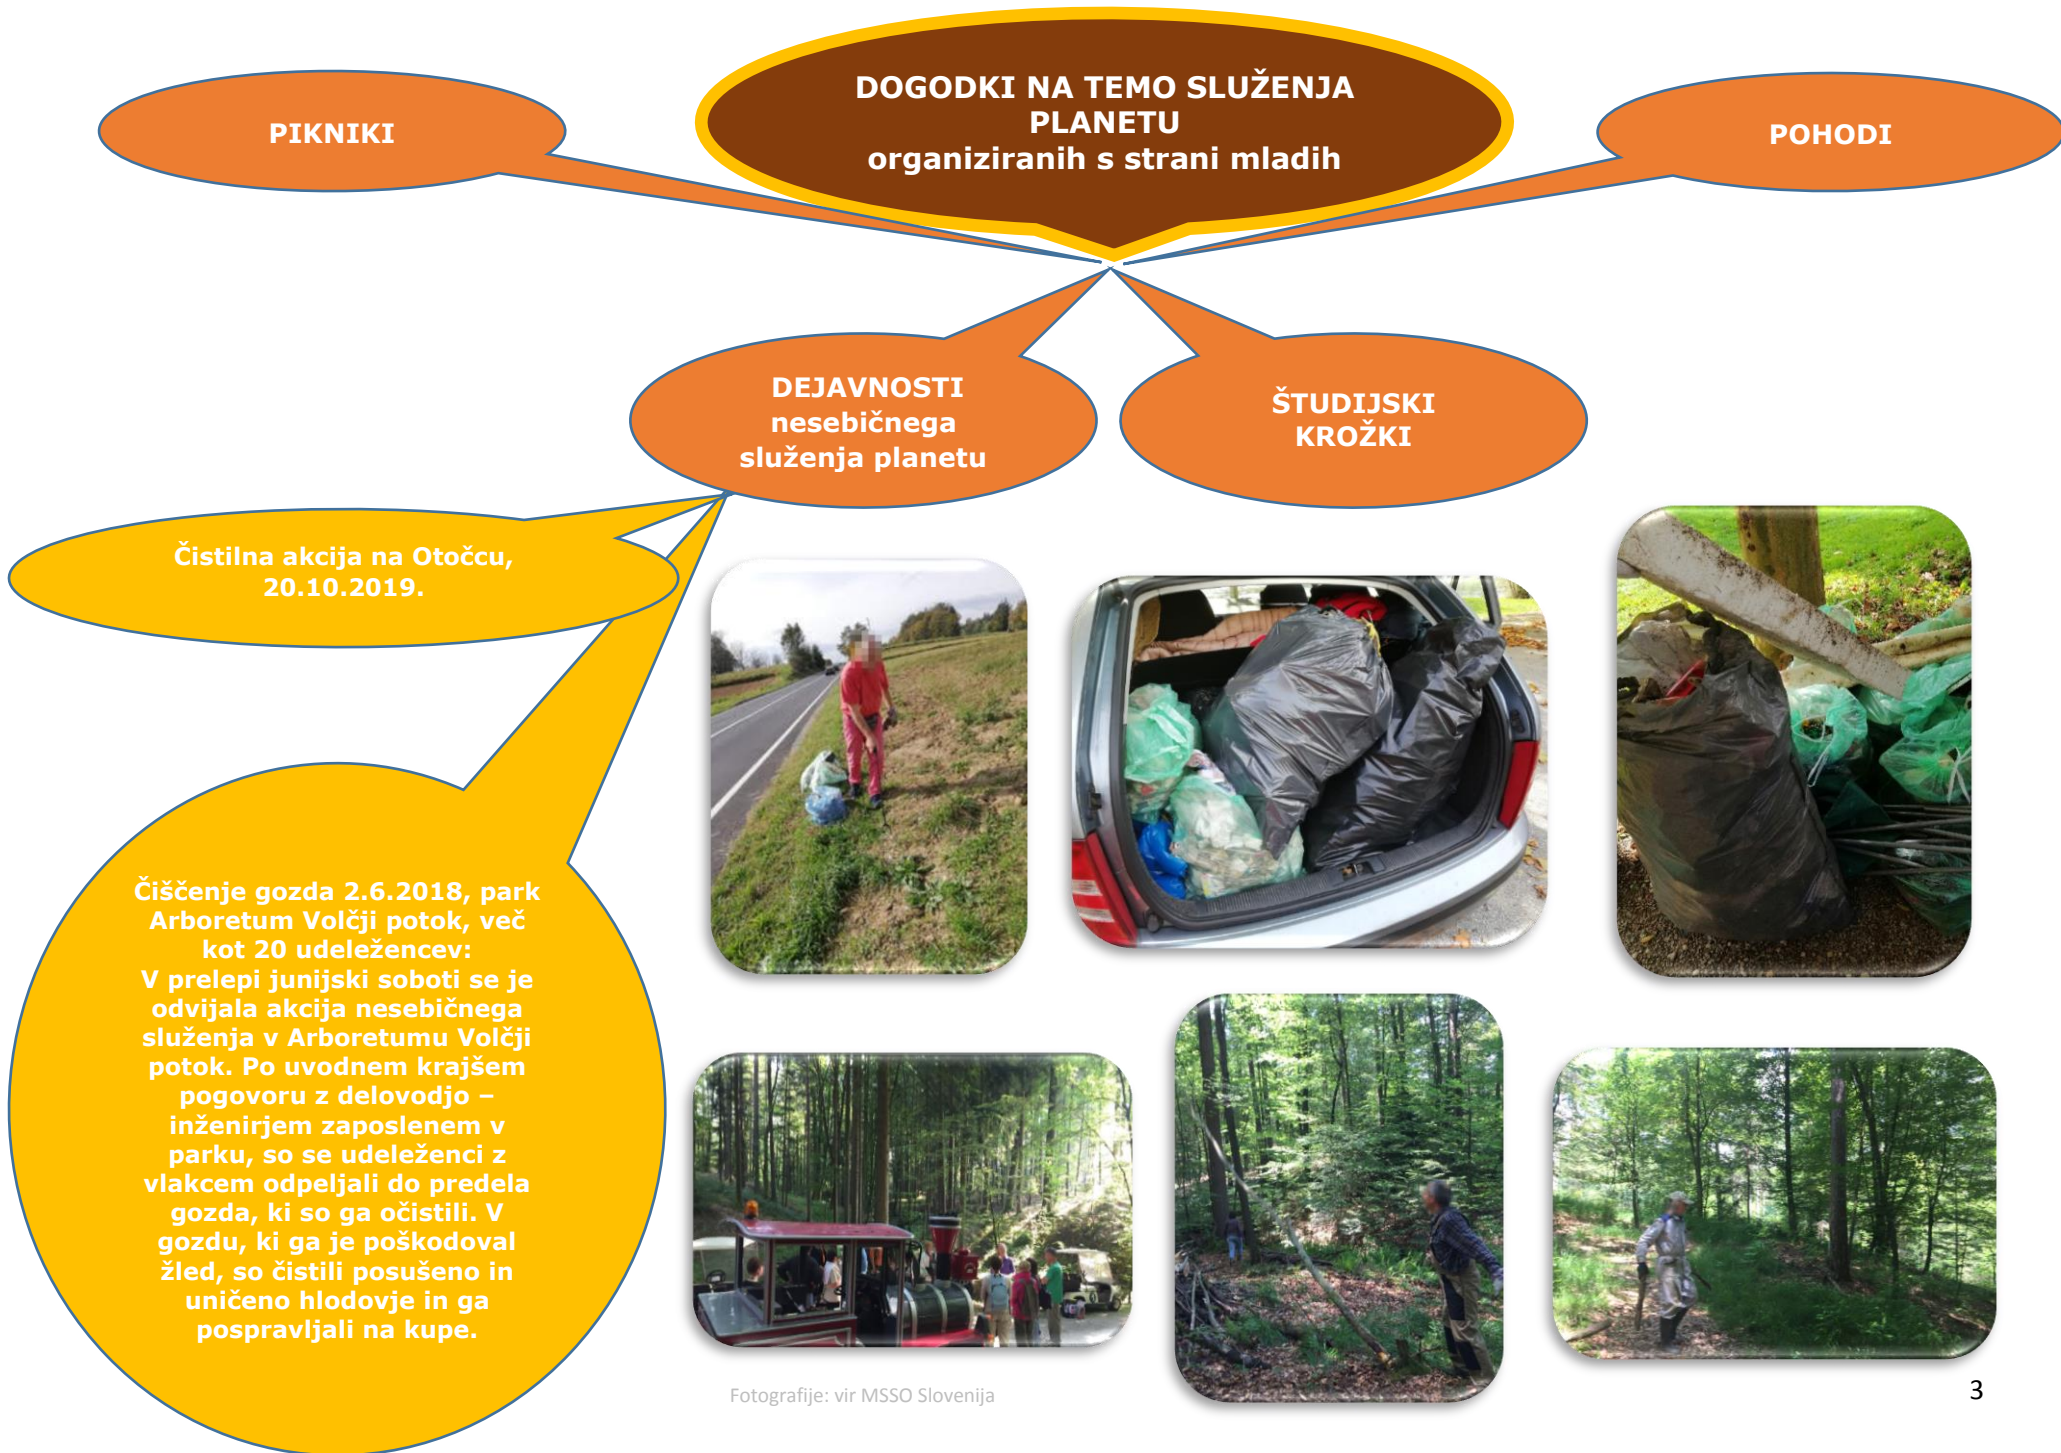 DOGODKI NA TEMO SLUŽENJA
PLANETU
organiziranih s strani mladih
PIKNIKI
POHODI
DEJAVNOSTI
nesebičnega
služenja planetu
ŠTUDIJSKI
KROŽKI
Čistilna akcija na Otočcu,
20.10.2019.
Čiščenje gozda 2.6.2018, park
Arboretum Volčji potok, več
kot 20 udeležencev:
V prelepi junijski soboti se je
odvijala akcija nesebičnega
služenja v Arboretumu Volčji
potok. Po uvodnem krajšem
pogovoru z delovodjo –
inženirjem zaposlenem v
parku, so se udeleženci z
vlakcem odpeljali do predela
gozda, ki so ga očistili. V
gozdu, ki ga je poškodoval
žled, so čistili posušeno in
uničeno hlodovje in ga
pospravljali na kupe.
Fotografije: vir MSSO Slovenija
3